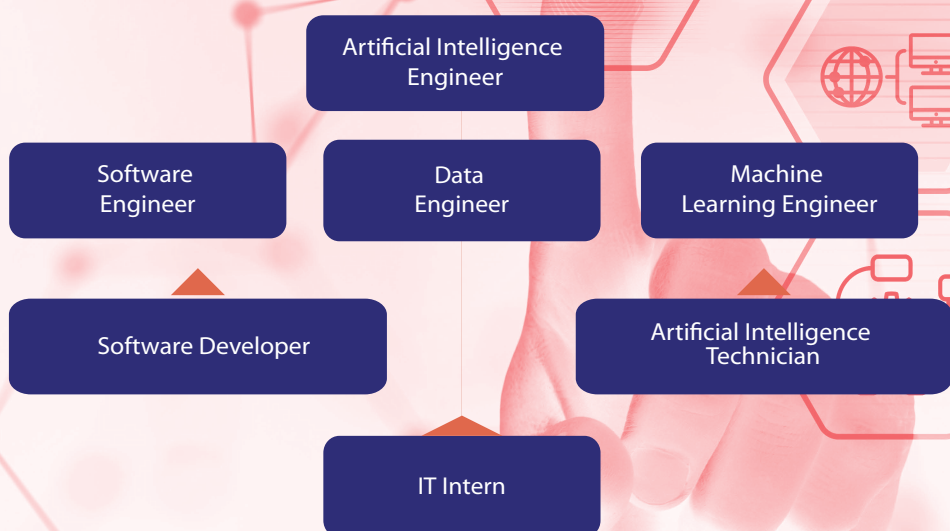 Artificial Intelligence
Engineer
Software
Engineer
Data
Engineer
Machine
Learning Engineer
Software Developer
Artificial Intelligence
Technician
IT Intern